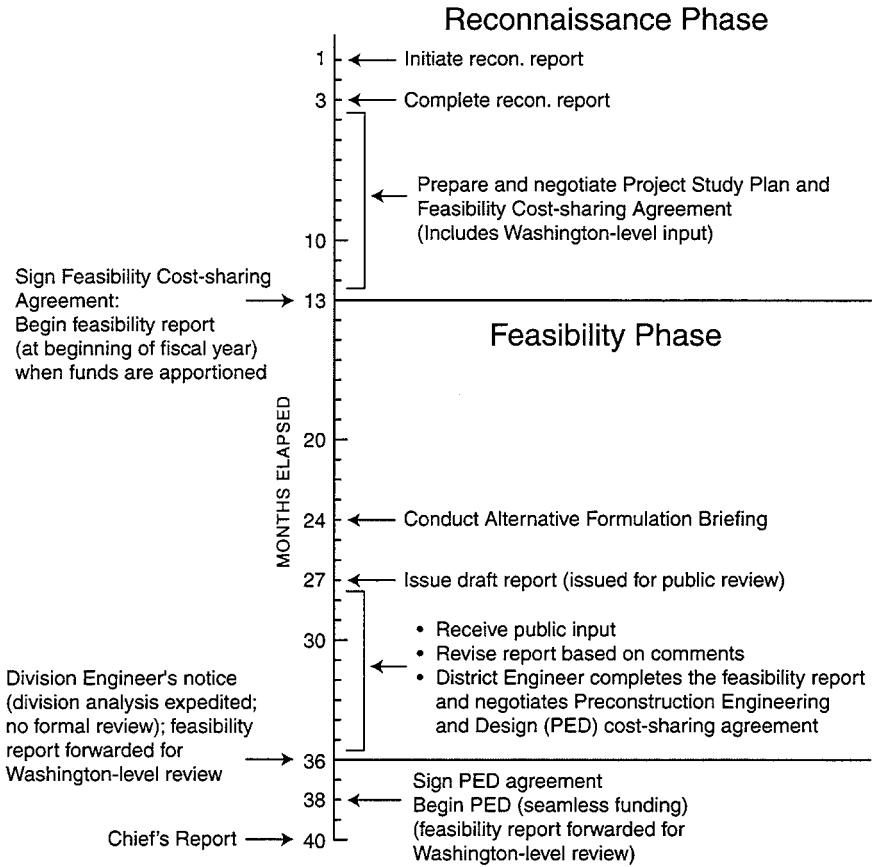 Reconnaissance Phase
1
Initiate recon. report
3
Complete recon. report
Prepare and negotiate Project Study Plan and
Feasibility Cost-sharing Agreement
(Includes Washington-level input)
10
Sign Feasibility Cost-sharing
Agreement:
Begin feasibility report
(at beginning of fiscal year)
when funds are apportioned
13
Feasibility Phase
MONTHS ELAPSED
20
24
Conduct Alternative Formulation Briefing
27
Issue draft report (issued for public review)
30
• Receive public input
• Revise report based on comments
• District Engineer completes the feasibility report
and negotiates Preconstruction Engineering
and Design (PED) cost-sharing agreement
Division Engineer's notice
(division analysis expedited;
no formal review); feasibility
report forwarded for
Washington-level review
36
38
Sign PED agreement
Begin PED (seamless funding)
(feasibility report forwarded for
Washington-level review)
Chief's Report
40